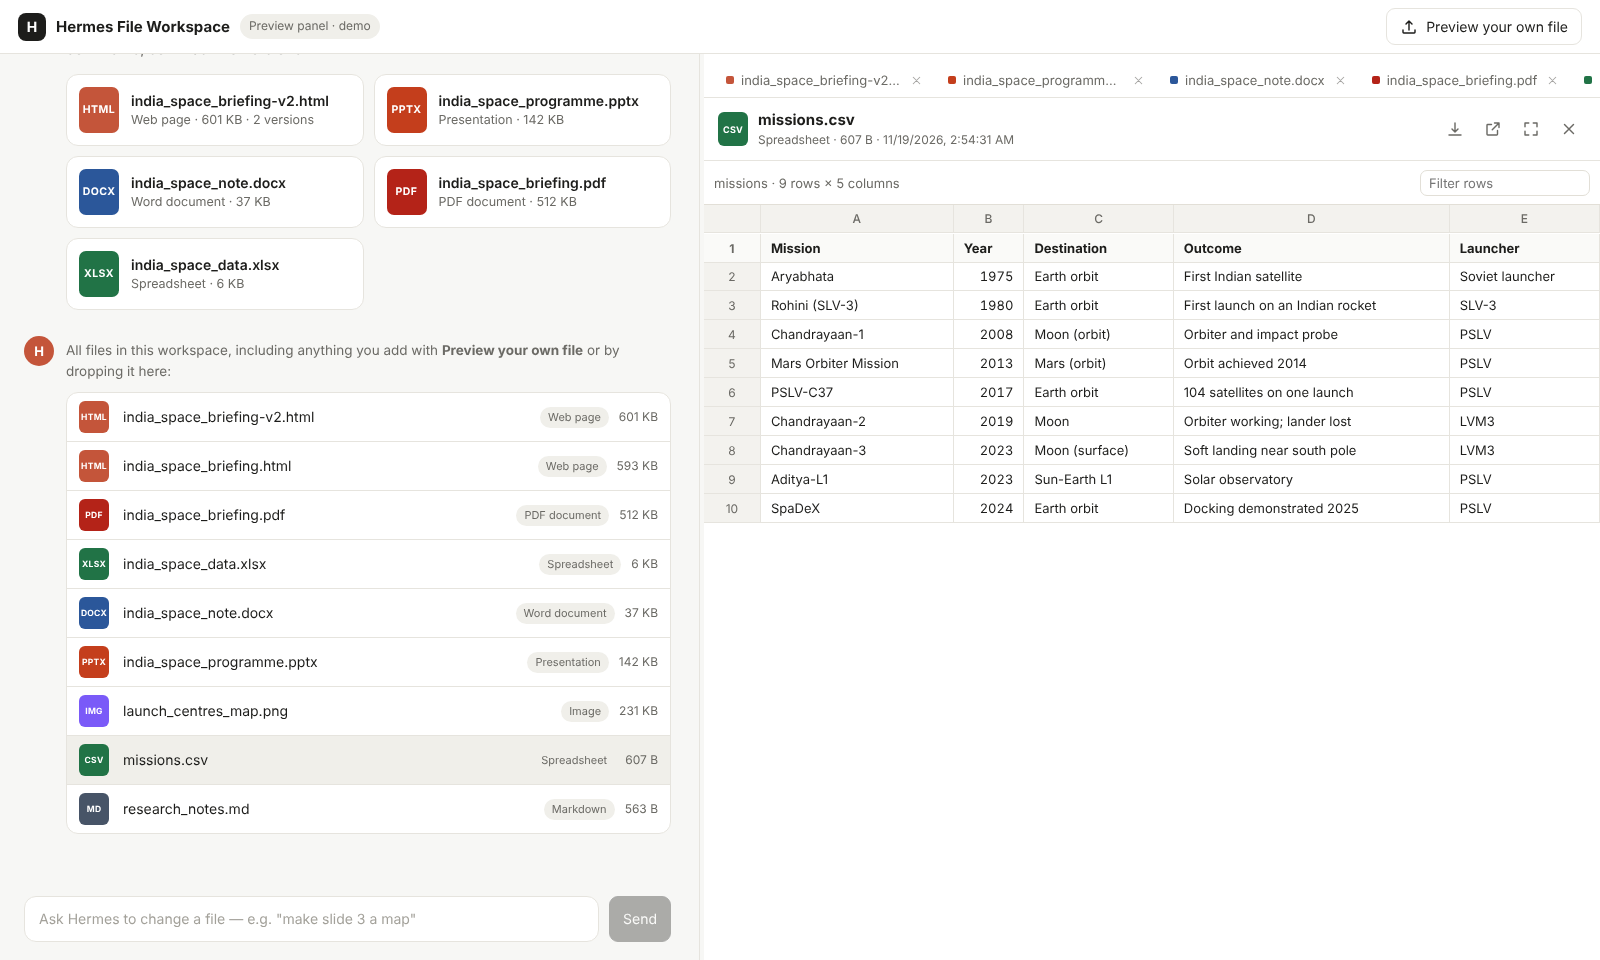 H Hermes File Workspace Preview panel · demo Preview your own file
HTML india_space_briefing-v2.html
Web page · 601 KB · 2 versions
PPTX india_space_programme.pptx
Presentation · 142 KB
DOCX india_space_note.docx
Word document · 37 KB
PDF india_space_briefing.pdf
PDF document · 512 KB
XLSX india_space_data.xlsx
Spreadsheet · 6 KB
H All files in this workspace, including anything you add with Preview your own file or by
dropping it here:
HTML india_space_briefing-v2.html Web page 601 KB
HTML india_space_briefing.html Web page 593 KB
PDF india_space_briefing.pdf PDF document 512 KB
XLSX india_space_data.xlsx Spreadsheet 6 KB
DOCX india_space_note.docx Word document 37 KB
PPTX india_space_programme.pptx Presentation 142 KB
IMG launch_centres_map.png Image 231 KB
CSV missions.csv Spreadsheet 607 B
MD research_notes.md Markdown 563 B
Ask Hermes to change a file — e.g. "make slide 3 a map" Send
india_space_briefing-v2... india_space_programm... india_space_note.docx india_space_briefing.pdf
CSV missions.csv
Spreadsheet · 607 B · 11/19/2026, 2:54:31 AM
missions · 9 rows × 5 columns Filter rows
A B C D E
1 Mission Year Destination Outcome Launcher
2 Aryabhata 1975 Earth orbit First Indian satellite Soviet launcher
3 Rohini (SLV-3) 1980 Earth orbit First launch on an Indian rocket SLV-3
4 Chandrayaan-1 2008 Moon (orbit) Orbiter and impact probe PSLV
5 Mars Orbiter Mission 2013 Mars (orbit) Orbit achieved 2014 PSLV
6 PSLV-C37 2017 Earth orbit 104 satellites on one launch PSLV
7 Chandrayaan-2 2019 Moon Orbiter working; lander lost LVM3
8 Chandrayaan-3 2023 Moon (surface) Soft landing near south pole LVM3
9 Aditya-L1 2023 Sun-Earth L1 Solar observatory PSLV
10 SpaDeX 2024 Earth orbit Docking demonstrated 2025 PSLV